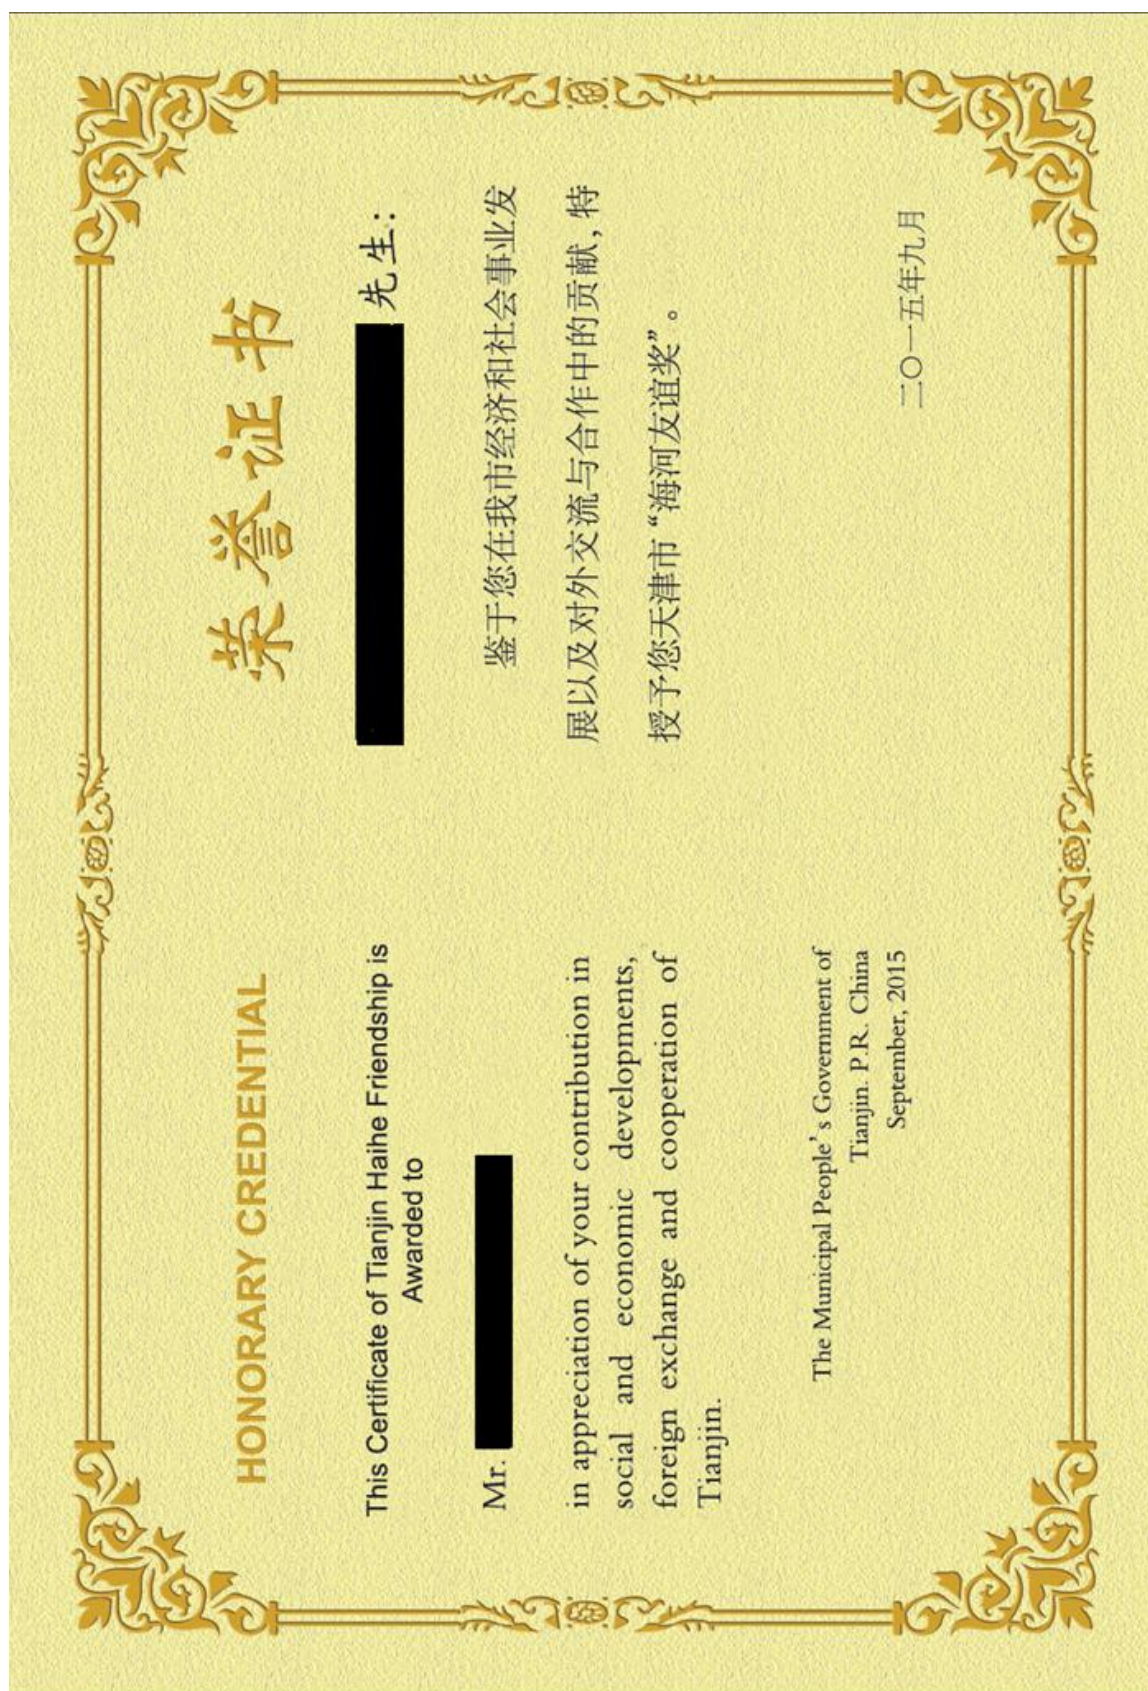 HONORARY CREDENTIAL
This Certificate of Tianjin Haihe Friendship is
Awarded to
Mr.
in appreciation of your contribution in
social and economic developments,
foreign exchange and cooperation of
Tianjin.
The Municipal People's Government of
Tianjin. P.R. China
September, 2015
荣誉证书
先生:
鉴于您在我市经济和社会事业发
展以及对外交流与合作中的贡献,特
授予您天津市“海河友谊奖”。
二〇一五年九月